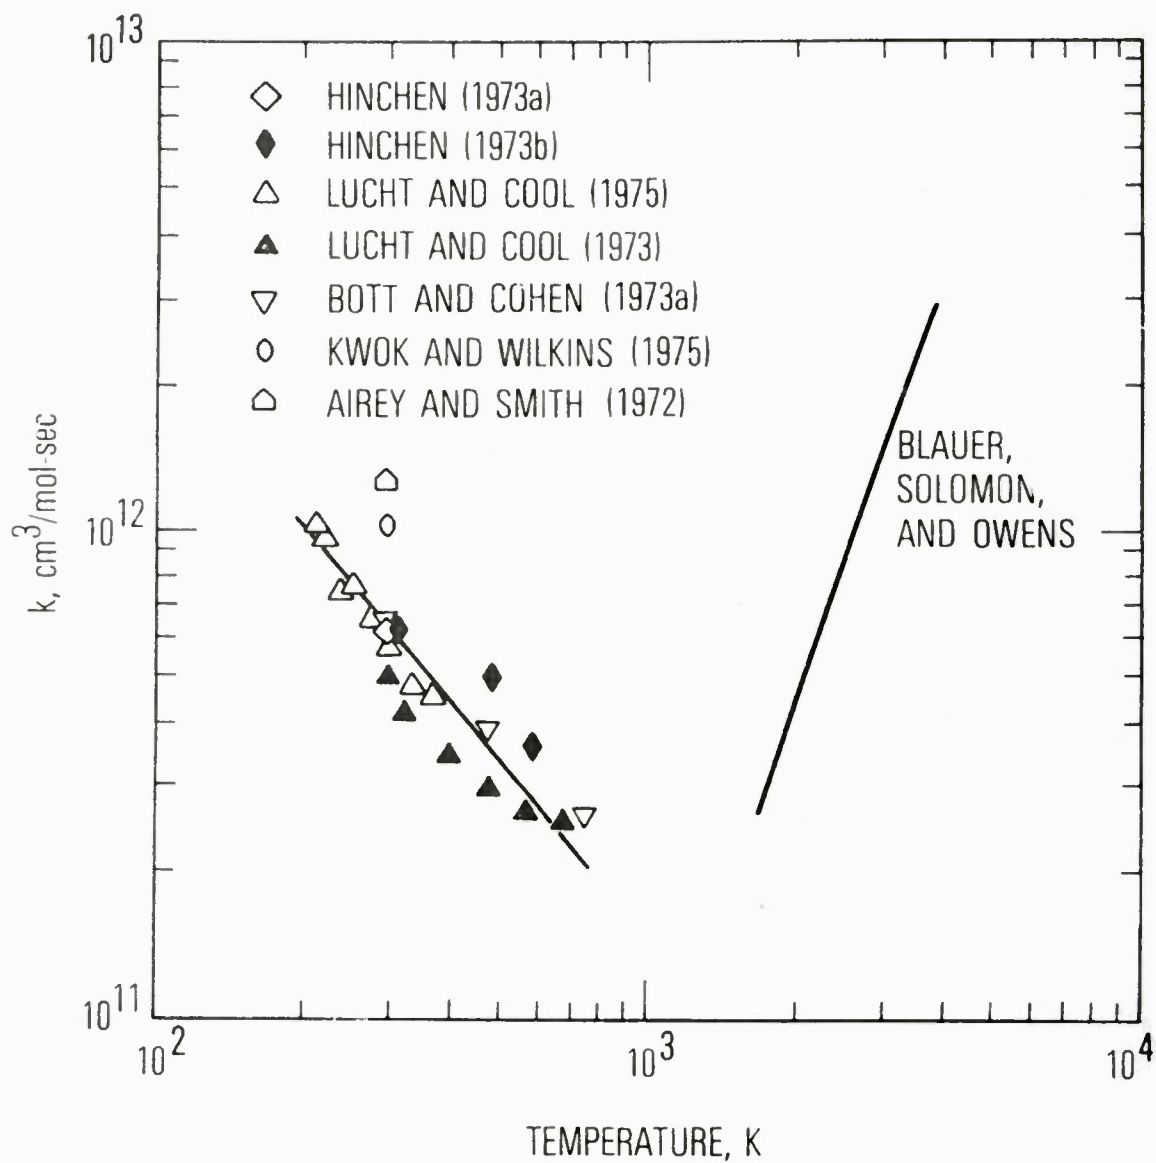 10^13
HINCHEN (1973a)
HINCHEN (1973b)
LUCHT AND COOL (1975)
LUCHT AND COOL (1973)
BOTT AND COHEN (1973a)
KWOK AND WILKINS (1975)
AIREY AND SMITH (1972)
k, cm^3/mol-sec
10^12
BLAUER,
SOLOMON,
AND OWENS
10^11
10^2
10^3
10^4
TEMPERATURE, K